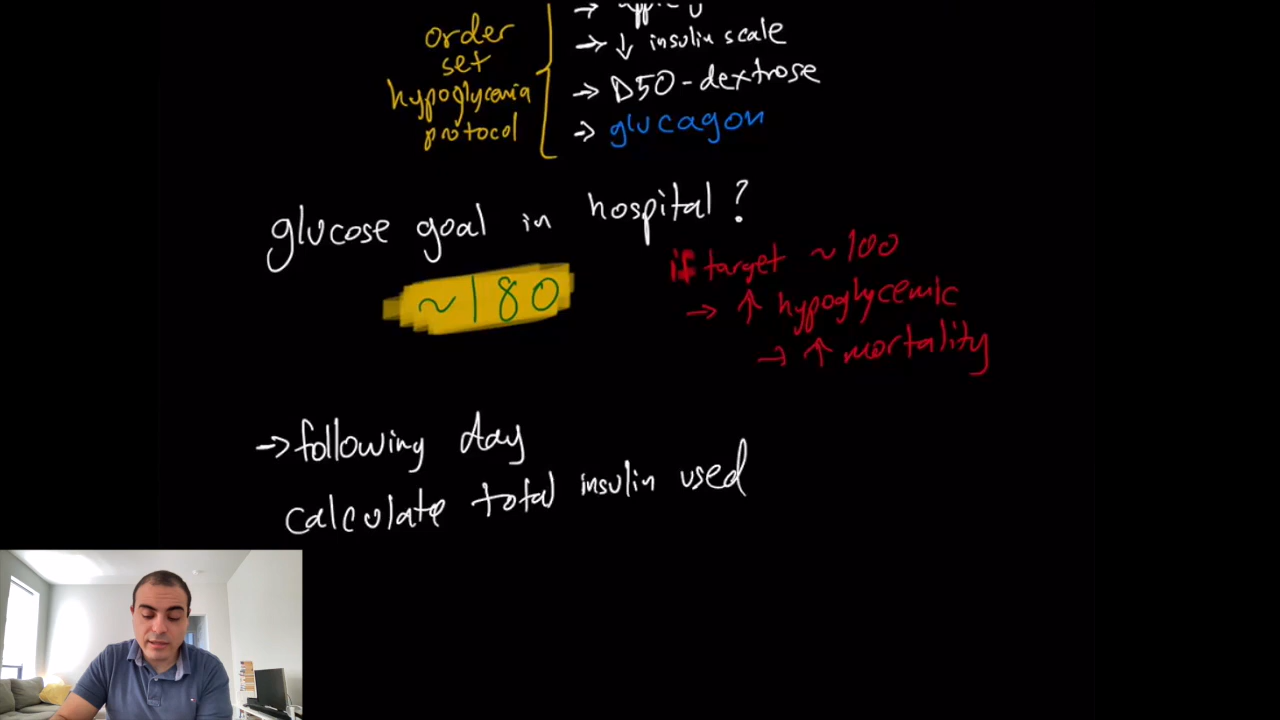 order
set
hypoglycemia
protocol
→ ↓ insulin scale
→ D50-dextrose
→ glucagon
glucose goal in hospital?
~180
if target ~100
→ ↑ hypoglycemic
→ ↑ mortality
→ following day
calculate total insulin used